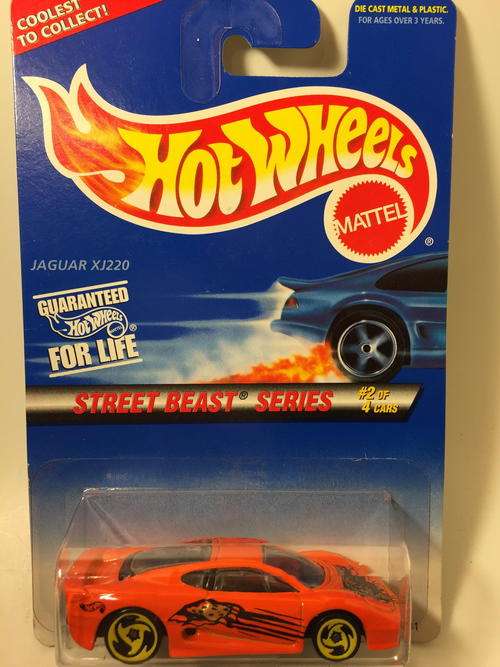 COOLEST
TO COLLECT!
DIE CAST METAL & PLASTIC.
FOR AGES OVER 3 YEARS.
HOT WHEELS
MATTEL
®
JAGUAR XJ220
GUARANTEED
HOT WHEELS ®
FOR LIFE
STREET BEAST® SERIES
#2 OF
4 CARS